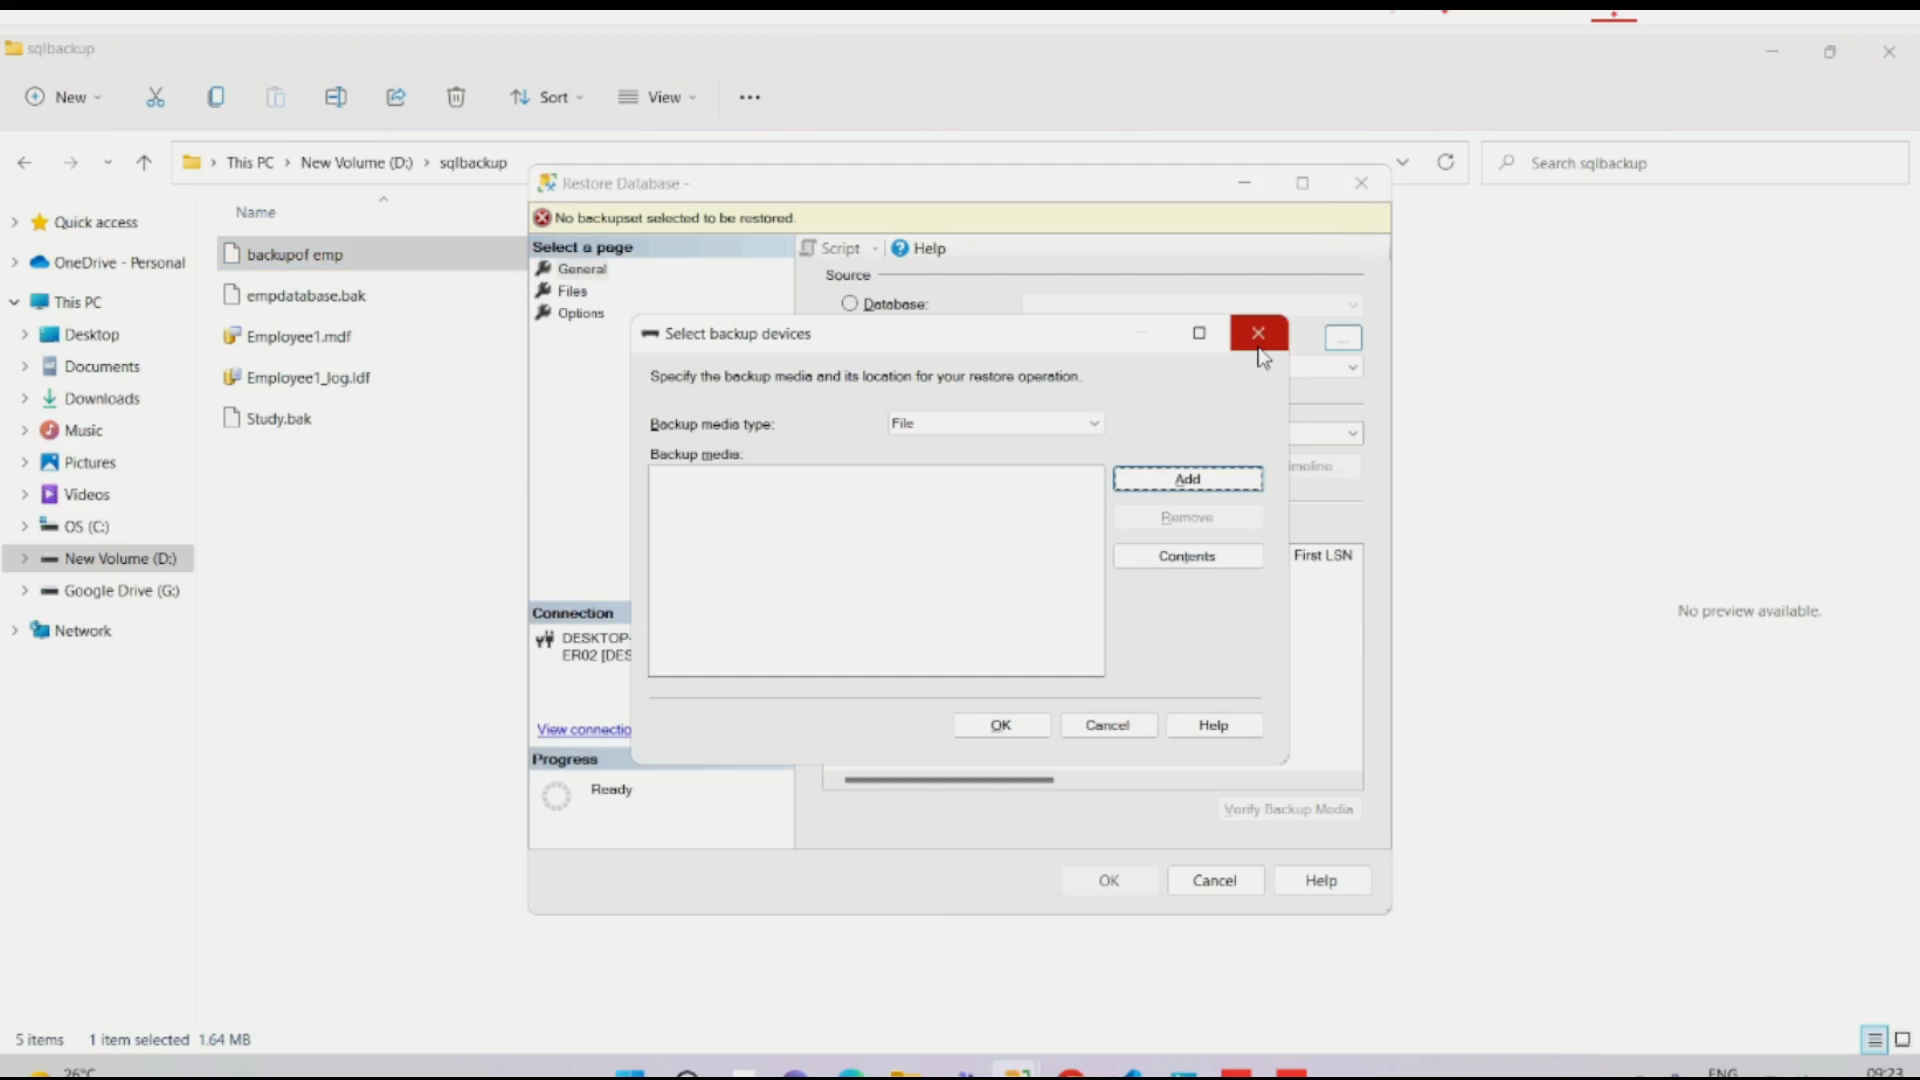 sqlbackup
New
Sort
View
This PC > New Volume (D:) > sqlbackup
Search sqlbackup
Name
Quick access
OneDrive - Personal
This PC
Desktop
Documents
Downloads
Music
Pictures
Videos
OS (C:)
New Volume (D:)
Google Drive (G:)
Network
backupof emp
empdatabase.bak
Employee1.mdf
Employee1_log.ldf
Study.bak
Restore Database -
No backupset selected to be restored.
Select a page
General
Files
Options
Script
Help
Source
Database:
...
Select backup devices
Specify the backup media and its location for your restore operation.
Backup media type:
File
Backup media:
Add
Remove
Contents
OK
Cancel
Help
First LSN
Connection
DESKTOP-
ER02 [DES
View connectio
Progress
Ready
Verify Backup Media
OK
Cancel
Help
No preview available.
5 items
1 item selected 1.64 MB
26°C
ENG
09:23